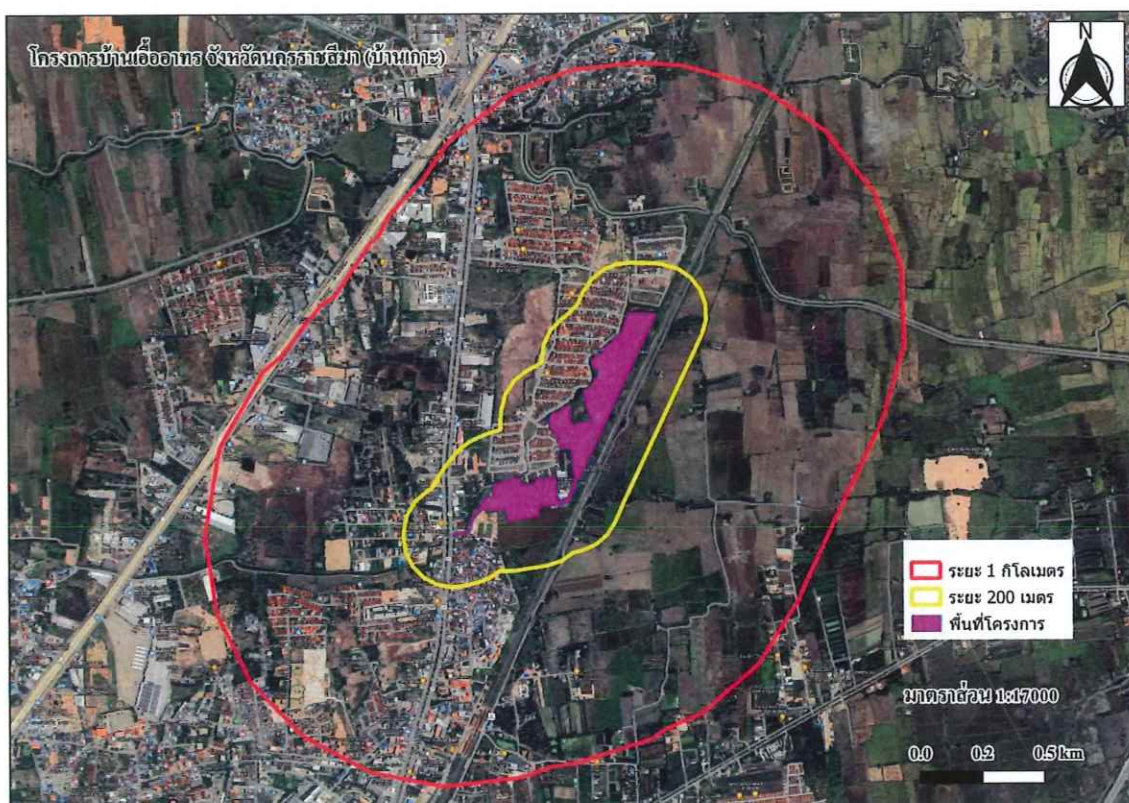 โครงการบ้านเอื้ออาทร จังหวัดนครราชสีมา (บ้านเกาะ)
N
ระยะ 1 กิโลเมตร
ระยะ 200 เมตร
พื้นที่โครงการ
มาตราส่วน 1:17000
0.0 0.2 0.5 km